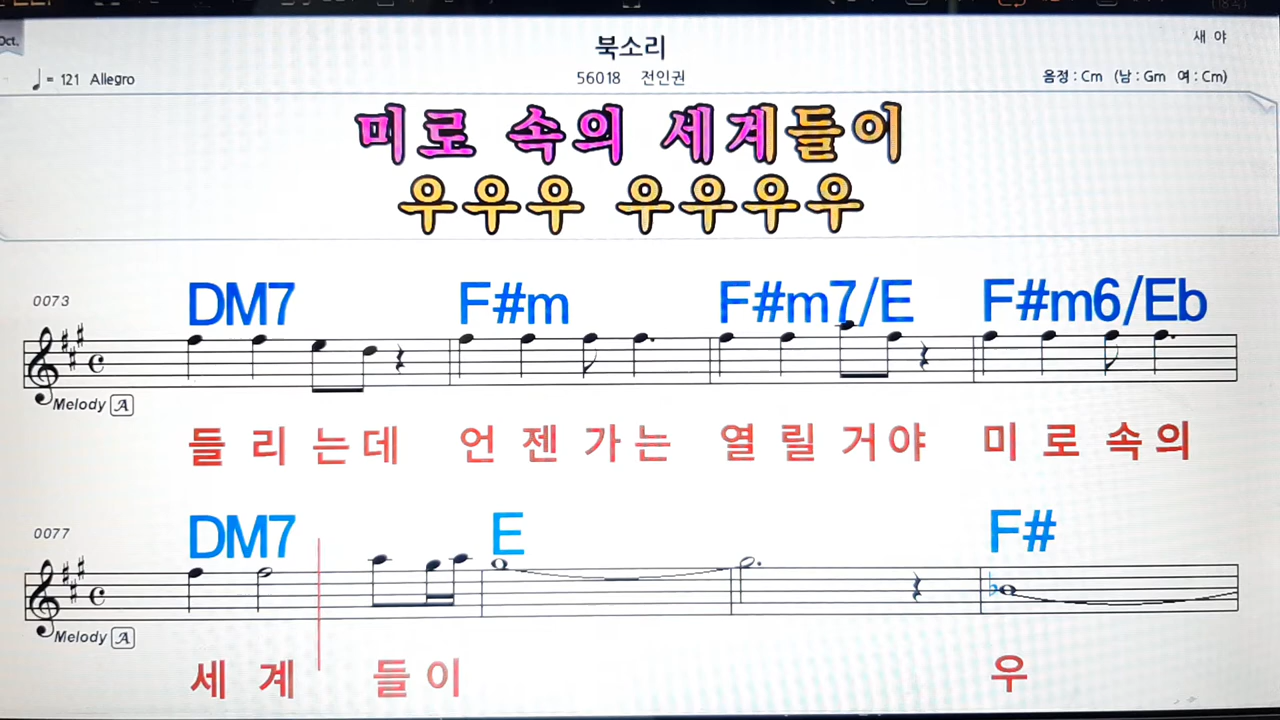 Oct.
북소리
새 야
♩= 121 Allegro
56018 전인권
음정 : Cm (남 : Gm 여 : Cm)
미로 속의 세계들이
우우우 우우우우
0073
DM7 F#m F#m7/E F#m6/Eb
Melody A
들 리 는데 언 젠 가 는 열 릴 거야 미 로 속의
0077
DM7 E F#
Melody A
세 계 들 이 우